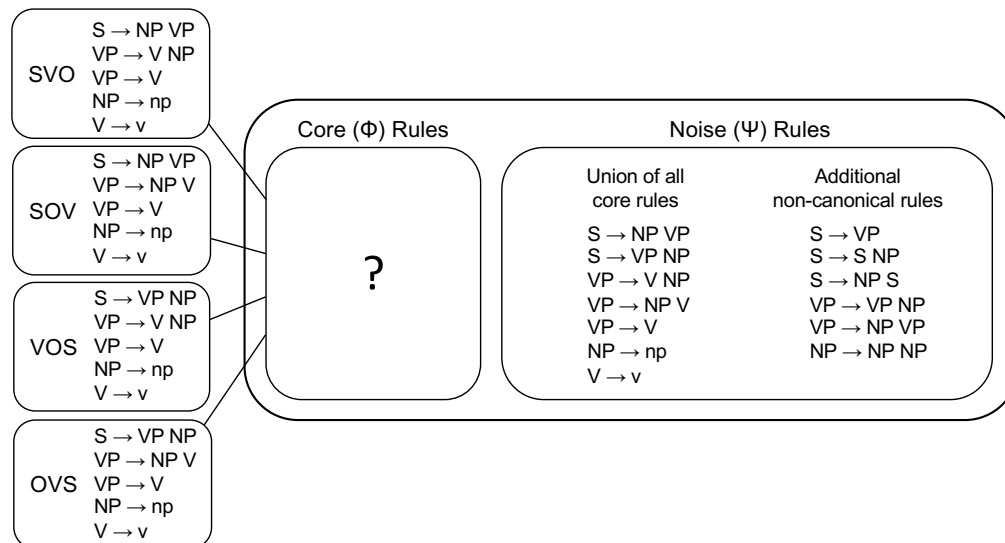 SVO
S → NP VP
VP → V NP
VP → V
NP → np
V → v
SOV
S → NP VP
VP → NP V
VP → V
NP → np
V → v
VOS
S → VP NP
VP → V NP
VP → V
NP → np
V → v
OVS
S → VP NP
VP → NP V
VP → V
NP → np
V → v
Core (Φ) Rules
?
Noise (Ψ) Rules
Union of all
core rules
S → NP VP
S → VP NP
VP → V NP
VP → NP V
VP → V
NP → np
V → v
Additional
non-canonical rules
S → VP
S → S NP
S → NP S
VP → VP NP
VP → NP VP
NP → NP NP